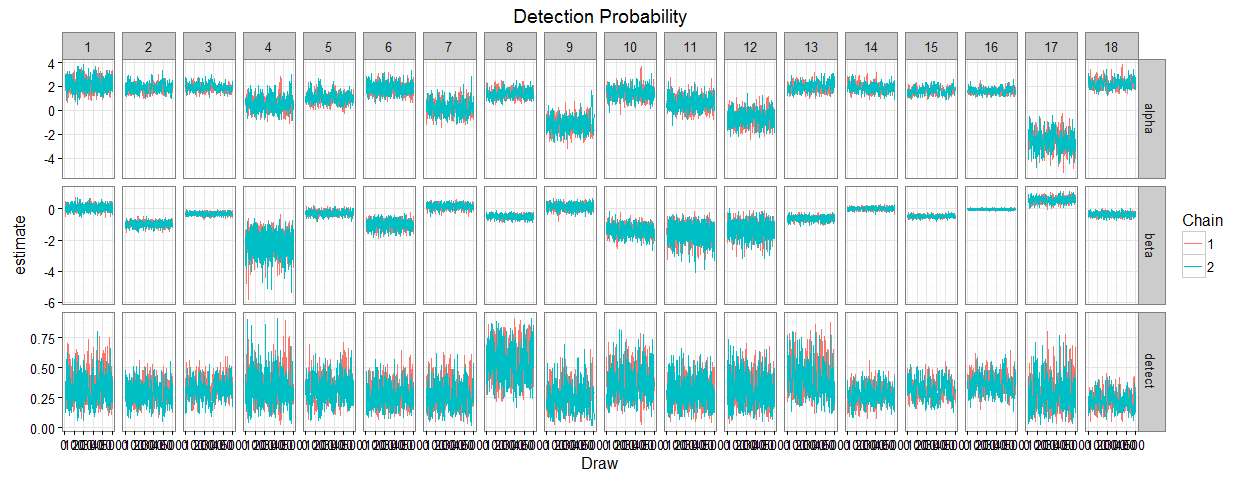 Detection Probability
1 2 3 4 5 6 7 8 9 10 11 12 13 14 15 16 17 18
4
2
0
-2
-4
alpha
0
-2
-4
-6
beta
0.75
0.50
0.25
0.00
detect
estimate
Draw
Chain
1
2